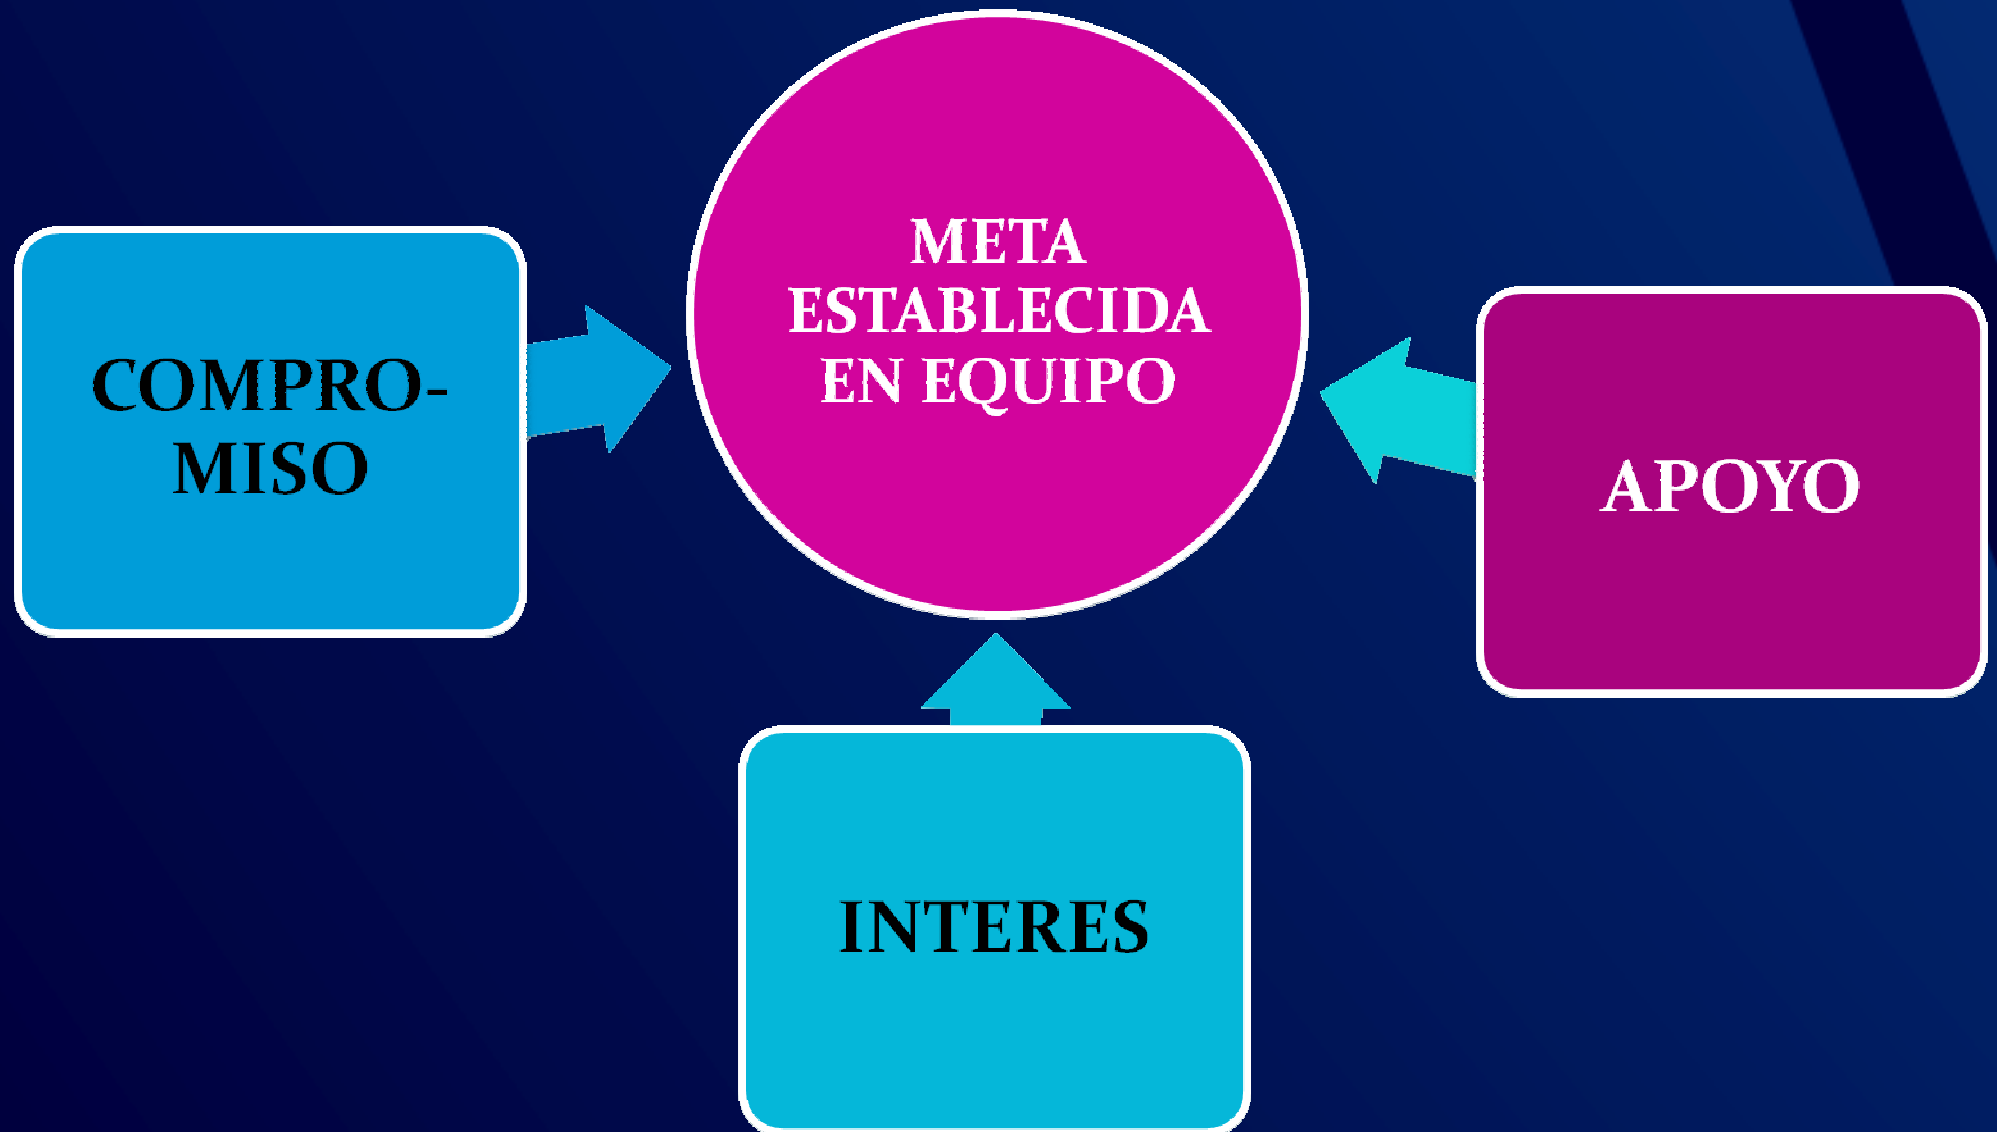 META
ESTABLECIDA
EN EQUIPO
COMPRO-
MISO
APOYO
INTERES